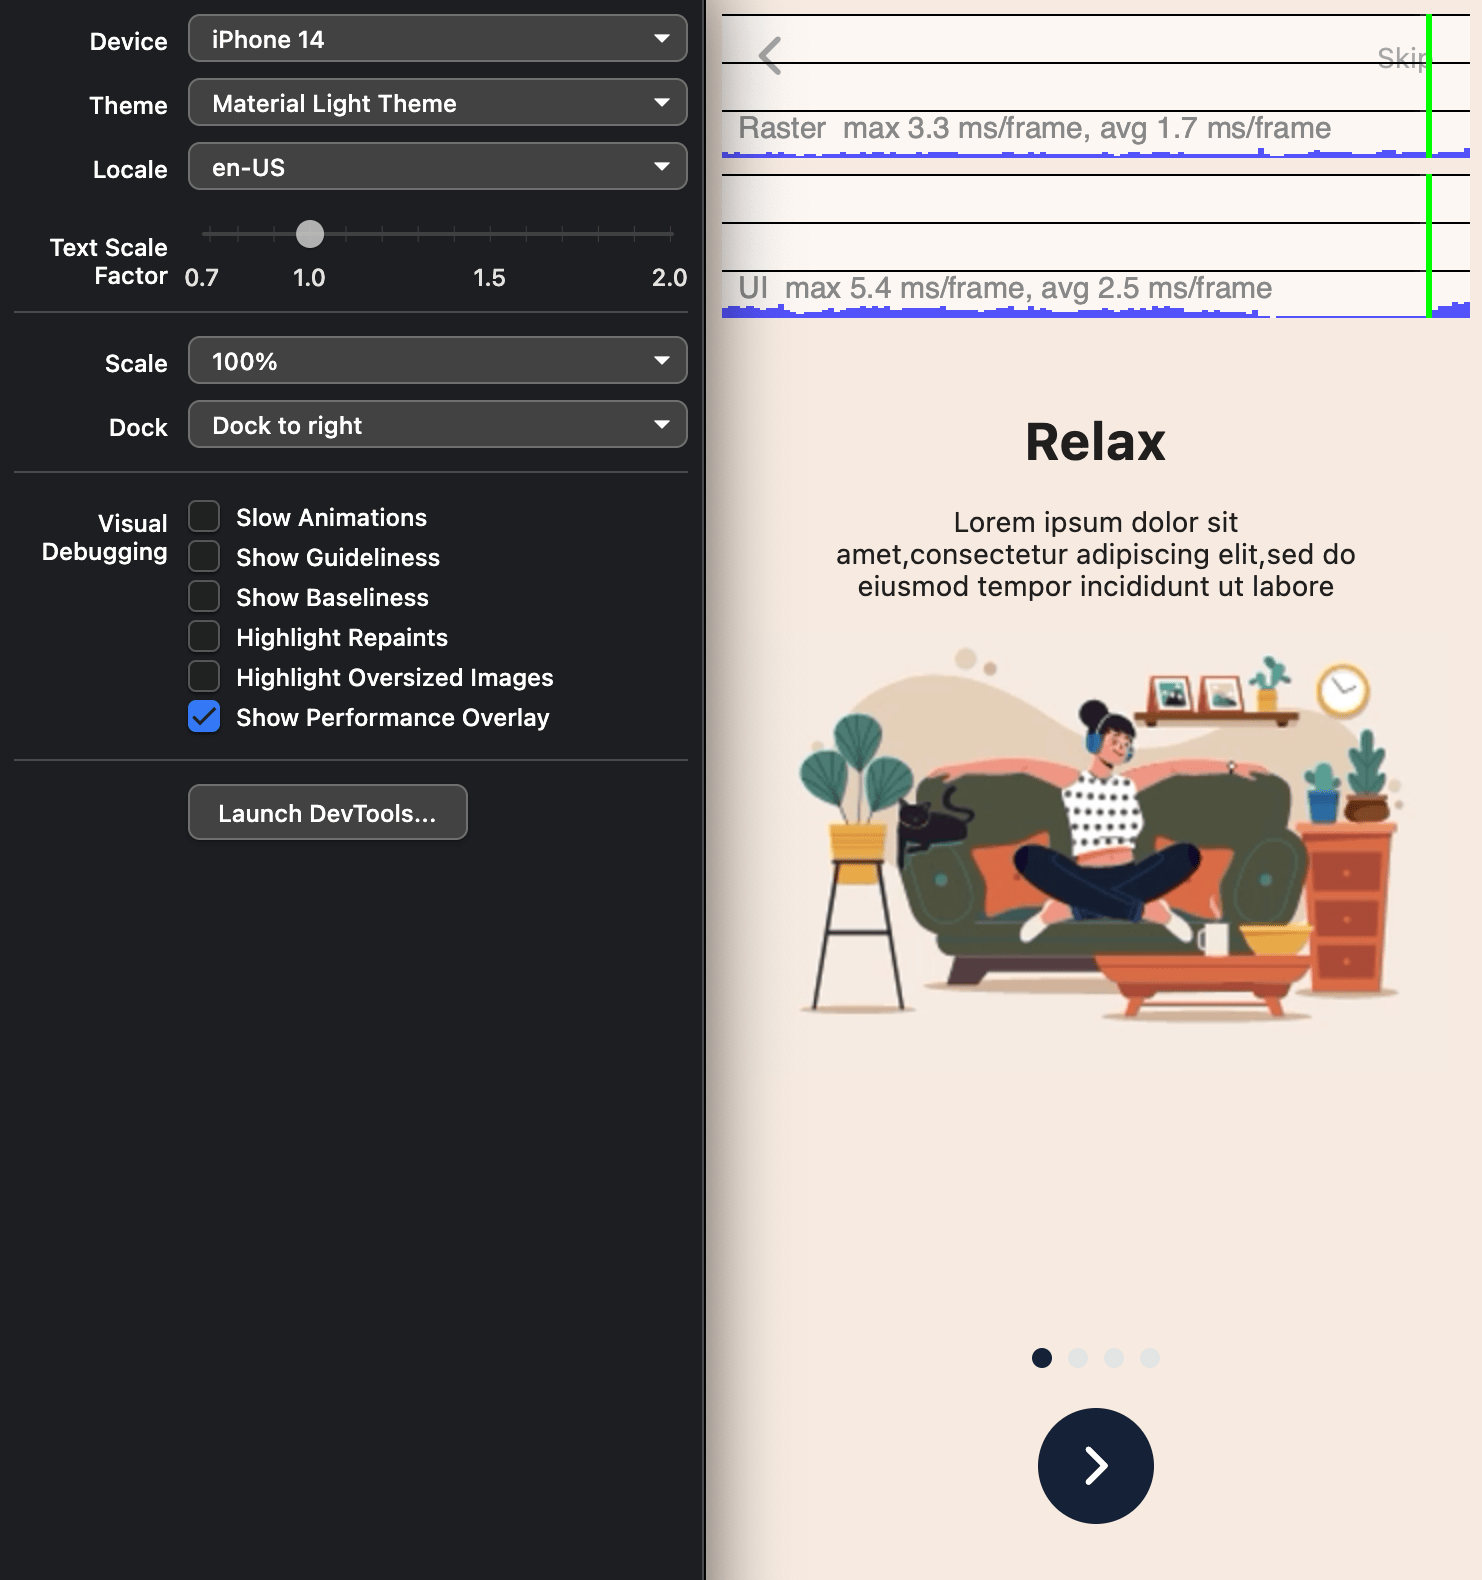 Device
iPhone 14
Theme
Material Light Theme
Locale
en-US
Text Scale
Factor
0.7 1.0 1.5 2.0
Scale
100%
Dock
Dock to right
Visual
Debugging
Slow Animations
Show Guideliness
Show Baseliness
Highlight Repaints
Highlight Oversized Images
Show Performance Overlay
Launch DevTools...
Skip
Raster max 3.3 ms/frame, avg 1.7 ms/frame
UI max 5.4 ms/frame, avg 2.5 ms/frame
Relax
Lorem ipsum dolor sit
amet,consectetur adipiscing elit,sed do
eiusmod tempor incididunt ut labore